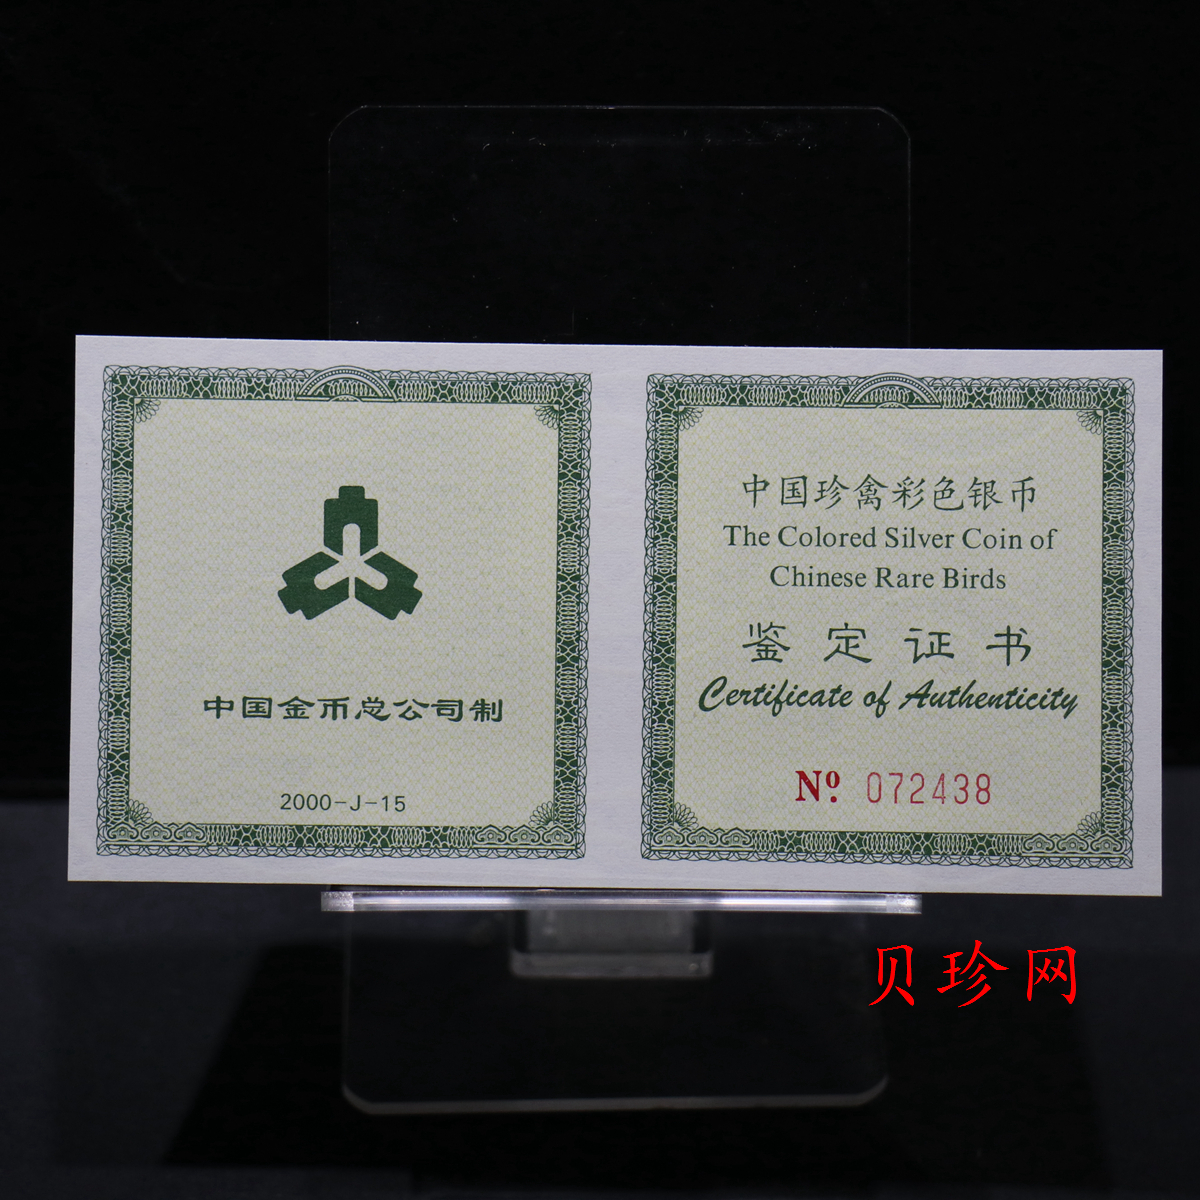 中国金币总公司制
2000-J-15
中国珍禽彩色银币
The Colored Silver Coin of
Chinese Rare Birds
鉴定证书
Certificate of Authenticity
Nº 072438
贝珍网